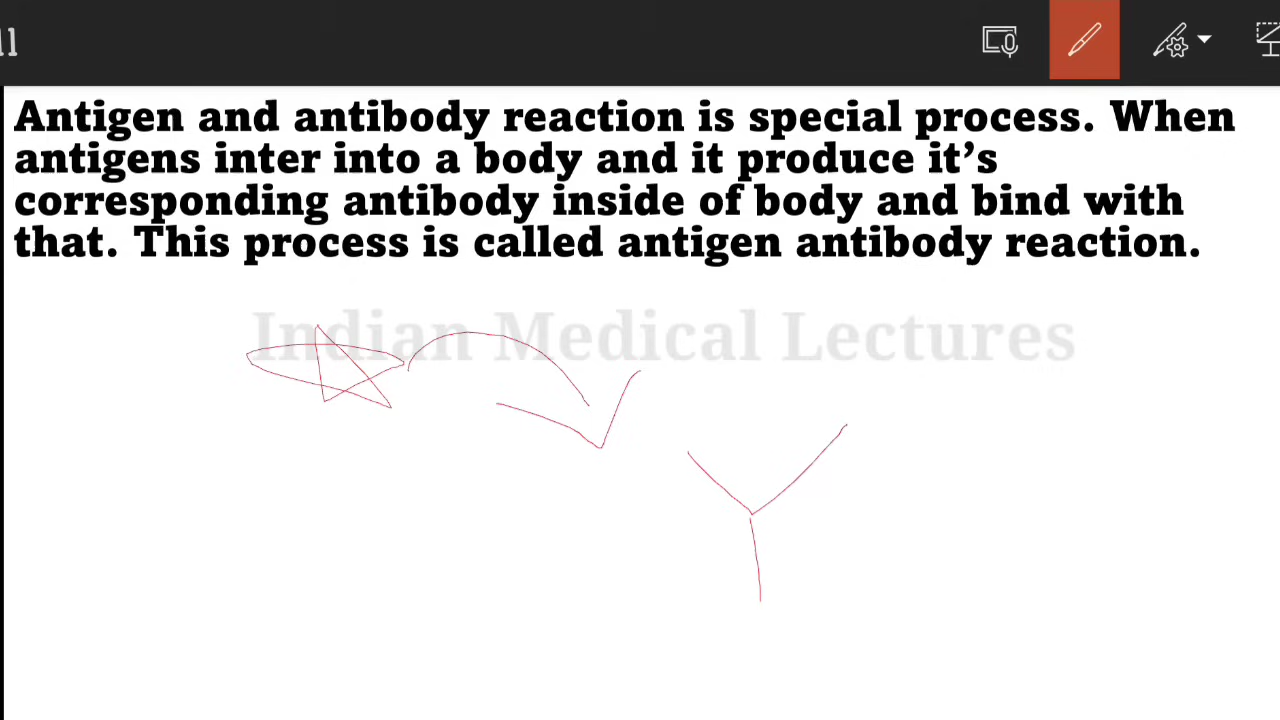 Antigen and antibody reaction is special process. When
antigens inter into a body and it produce it’s
corresponding antibody inside of body and bind with
that. This process is called antigen antibody reaction.
Indian Medical Lectures